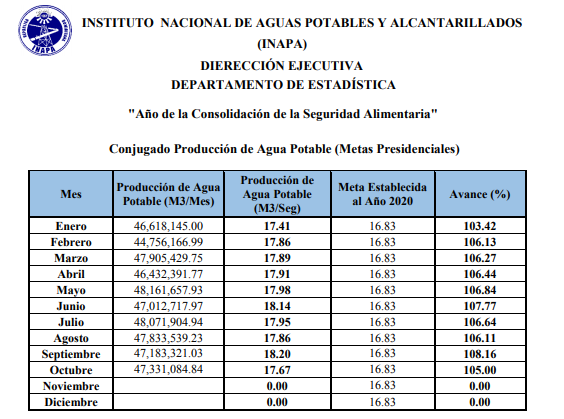 INSTITUTO NACIONAL DE AGUAS POTABLES Y ALCANTARILLADOS
(INAPA)
DIERECCIÓN EJECUTIVA
DEPARTAMENTO DE ESTADÍSTICA
"Año de la Consolidación de la Seguridad Alimentaria"
Conjugado Producción de Agua Potable (Metas Presidenciales)
INAPA
Mes Producción de Agua Potable (M3/Mes) Producción de Agua Potable (M3/Seg) Meta Establecida al Año 2020 Avance (%)
Enero 46,618,145.00 17.41 16.83 103.42
Febrero 44,756,166.99 17.86 16.83 106.13
Marzo 47,905,429.75 17.89 16.83 106.27
Abril 46,432,391.77 17.91 16.83 106.44
Mayo 48,161,657.93 17.98 16.83 106.84
Junio 47,012,717.97 18.14 16.83 107.77
Julio 48,071,904.94 17.95 16.83 106.64
Agosto 47,833,539.23 17.86 16.83 106.11
Septiembre 47,183,321.03 18.20 16.83 108.16
Octubre 47,331,084.84 17.67 16.83 105.00
Noviembre 0.00 16.83 0.00
Diciembre 0.00 16.83 0.00